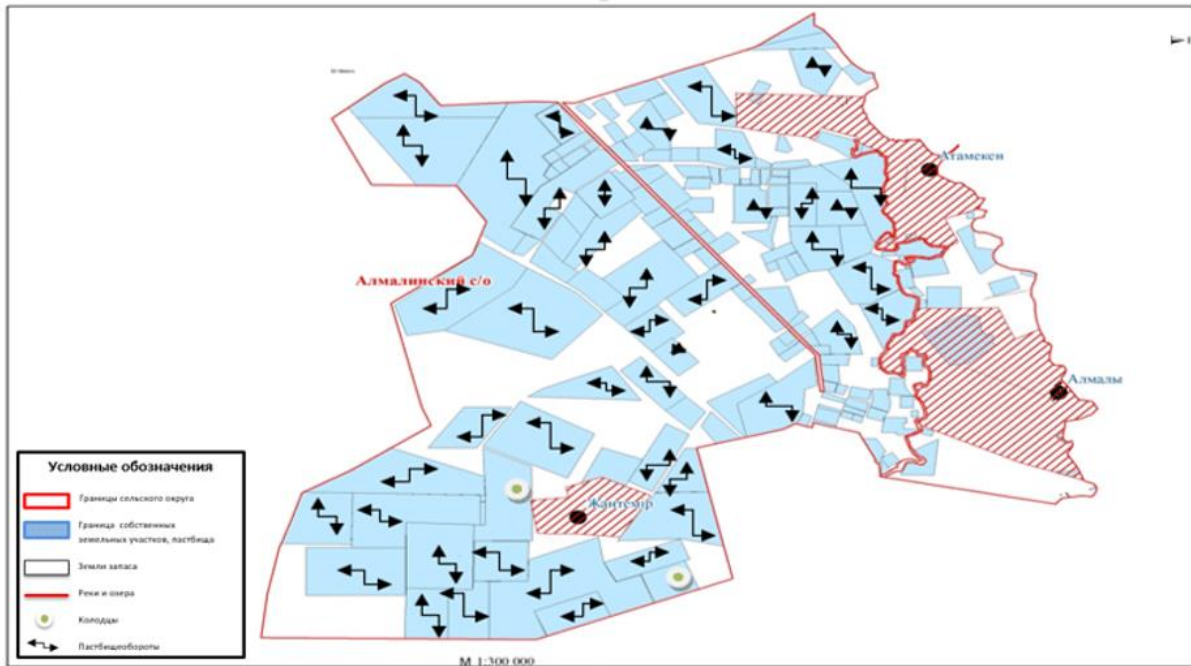 Атамекен
Алмалинский с/о
Алмалы
Жантемір
Условные обозначения
Границы сельского округа
Граница собственных
земельных участков, пастбища
Земли запаса
Реки и озера
Колодцы
Пастбищеобороты
М 1:300 000